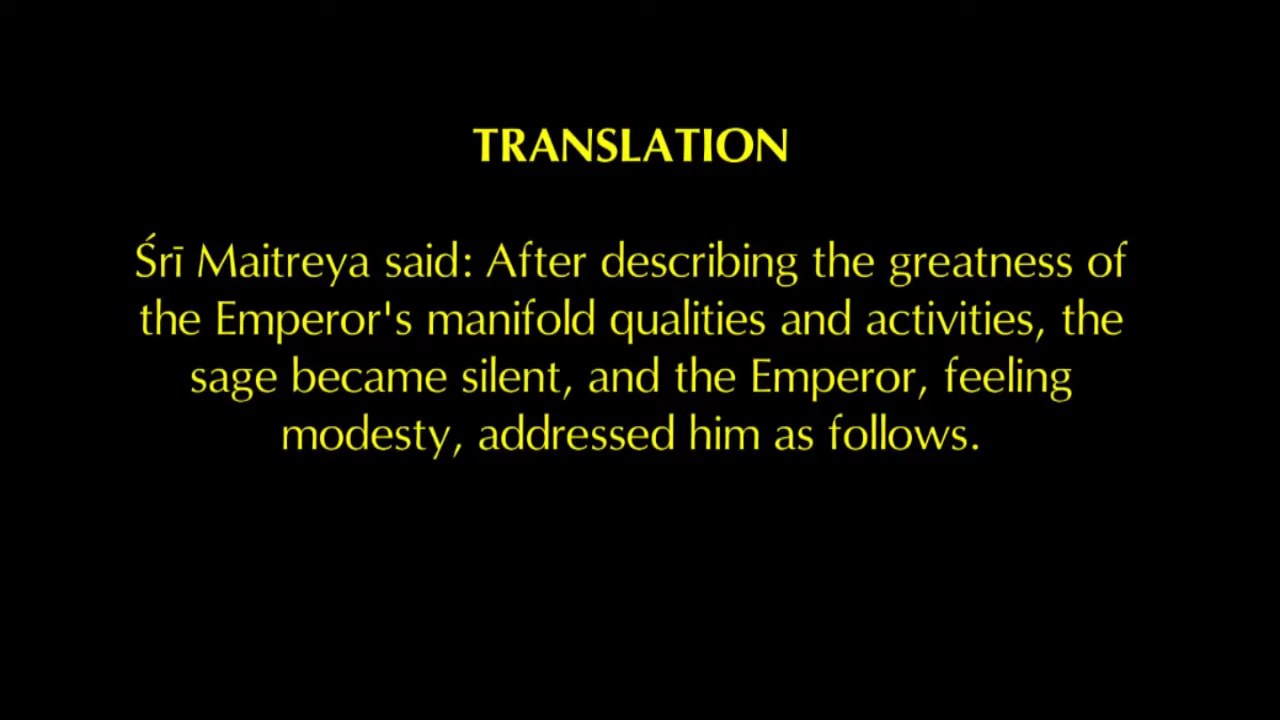 TRANSLATION
Śrī Maitreya said: After describing the greatness of
the Emperor's manifold qualities and activities, the
sage became silent, and the Emperor, feeling
modesty, addressed him as follows.